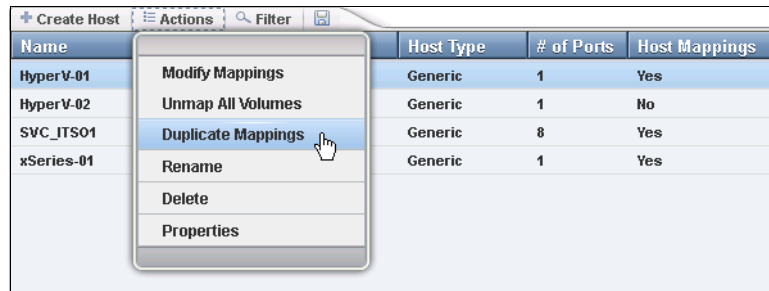 Create Host Actions Filter
Name Host Type # of Ports Host Mappings
HyperV-01 Generic 1 Yes
Modify Mappings
HyperV-02 Generic 1 No
Unmap All Volumes
SVC_ITSO1 Generic 8 Yes
Duplicate Mappings
xSeries-01 Generic 1 Yes
Rename
Delete
Properties